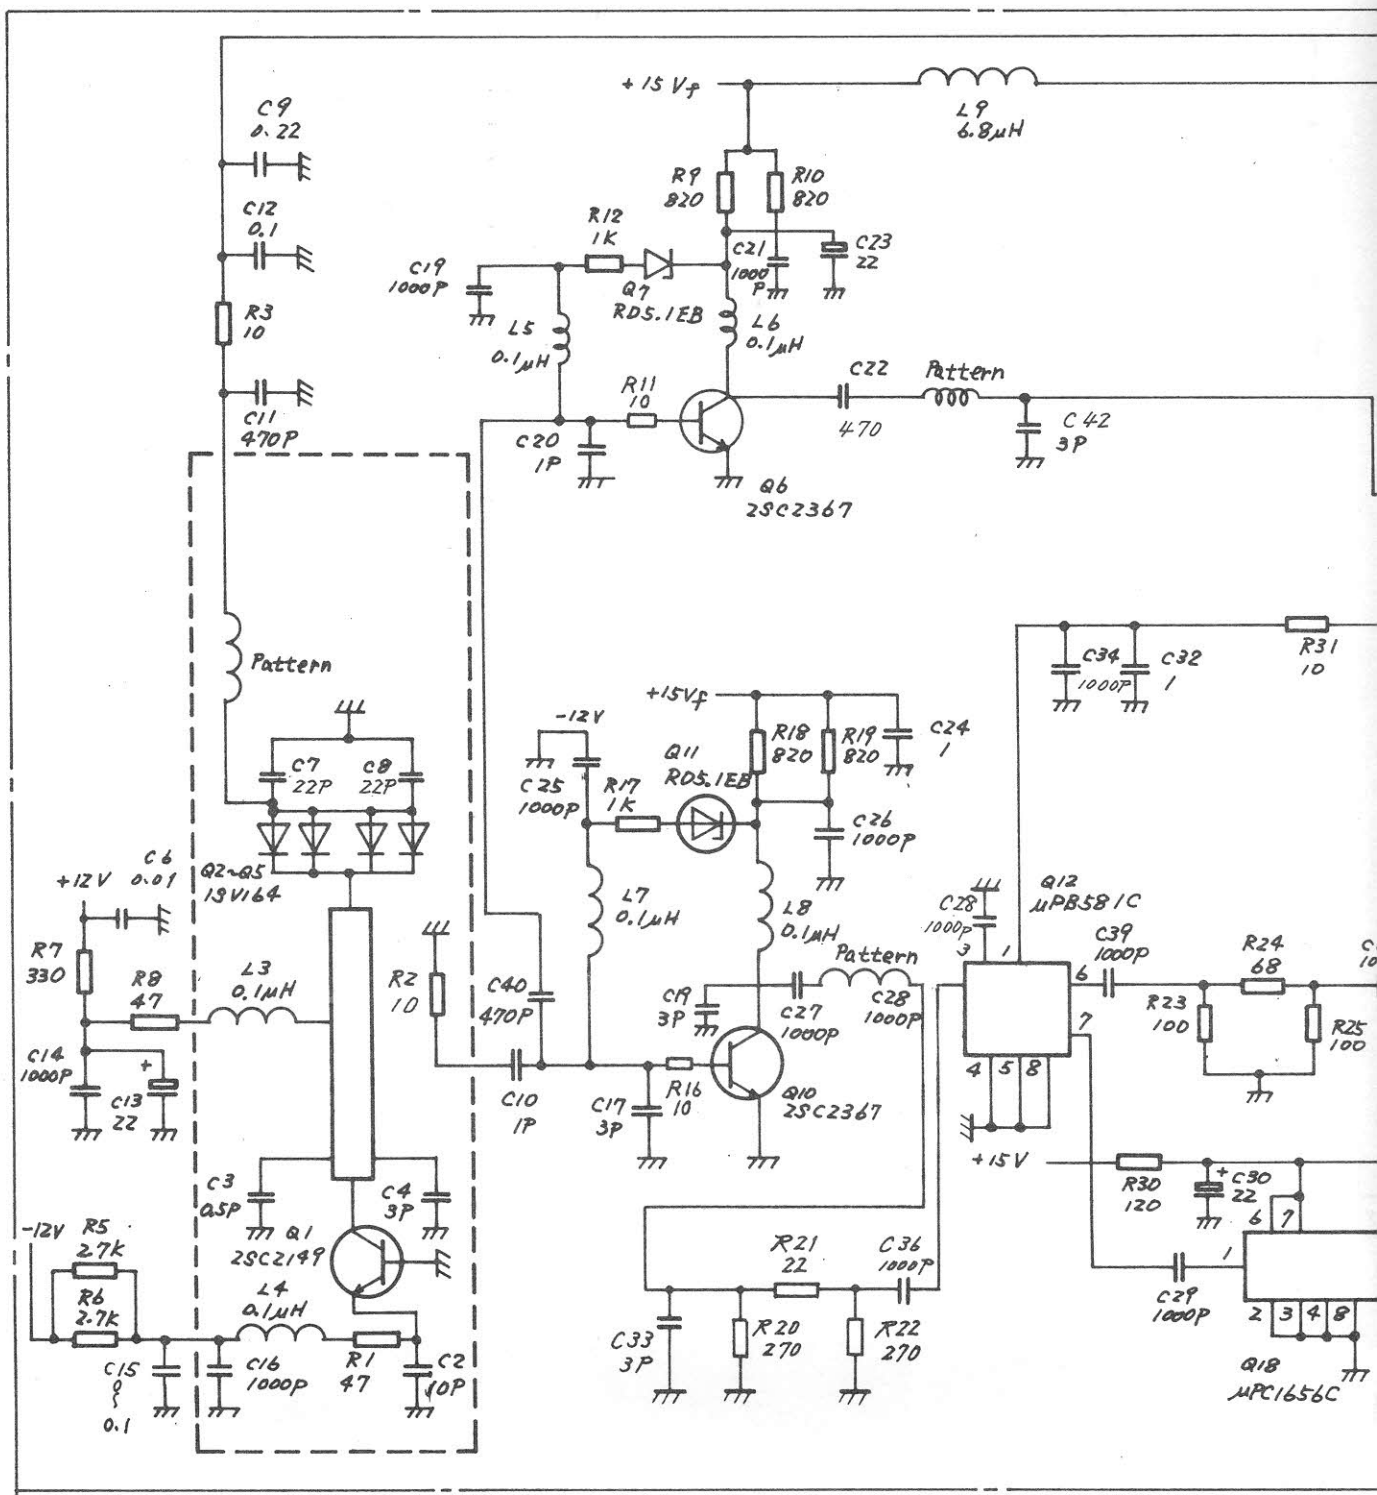 +15 Vf
L9
6.8μH
C9
0.22
R9
820
R10
820
C12
0.1
R12
1K
C21
1000
P
C23
22
C19
1000P
Q7
RD5.1EB
R3
10
L5
0.1μH
L6
0.1μH
C22
470
Pattern
R11
10
C11
470P
C20
1P
C42
3P
Q6
2SC2367
Pattern
C34
1000P
C32
1
R31
10
+15Vf
-12V
C7
22P
C8
22P
C25
1000P
R17
1K
Q11
RD5.1EB
R18
820
R19
820
C24
1
C26
1000P
+12V
C6
0.01
Q2~Q5
1SV164
L7
0.1μH
L8
0.1μH
Q12
μPB581C
C28
1000P
3
1
6
7
4
5
8
C39
1000P
R24
68
R7
330
R8
47
L3
0.1μH
R2
10
C40
470P
Pattern
C19
3P
C27
1000P
C28
1000P
R23
100
R25
100
C14
1000P
+
C13
22
C10
1P
C17
3P
R16
10
Q10
2SC2367
+15V
R30
120
+
C30
22
C3
0.5P
C4
3P
Q1
2SC2149
-12V
R5
2.7K
R6
2.7K
L4
0.1μH
R21
22
C36
1000P
6
7
1
C29
1000P
2
3
4
8
C15
0.1
C16
1000P
R1
47
C2
10P
C33
3P
R20
270
R22
270
Q18
μPC1656C